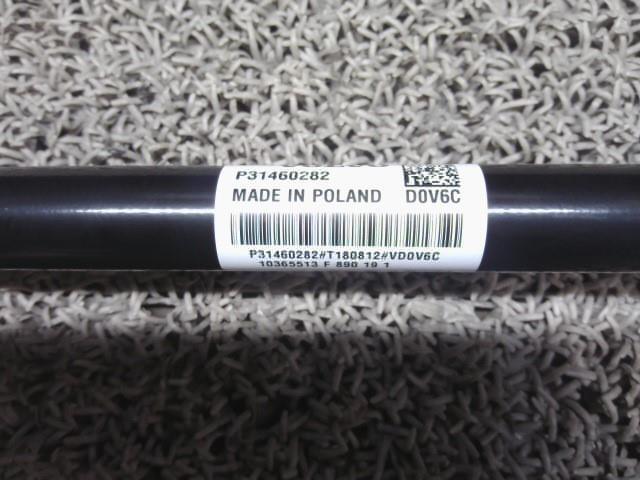 P31460282
MADE IN POLAND D0V6C
P31460282#T180812#VD0V6C
10365513 F 890 19 1